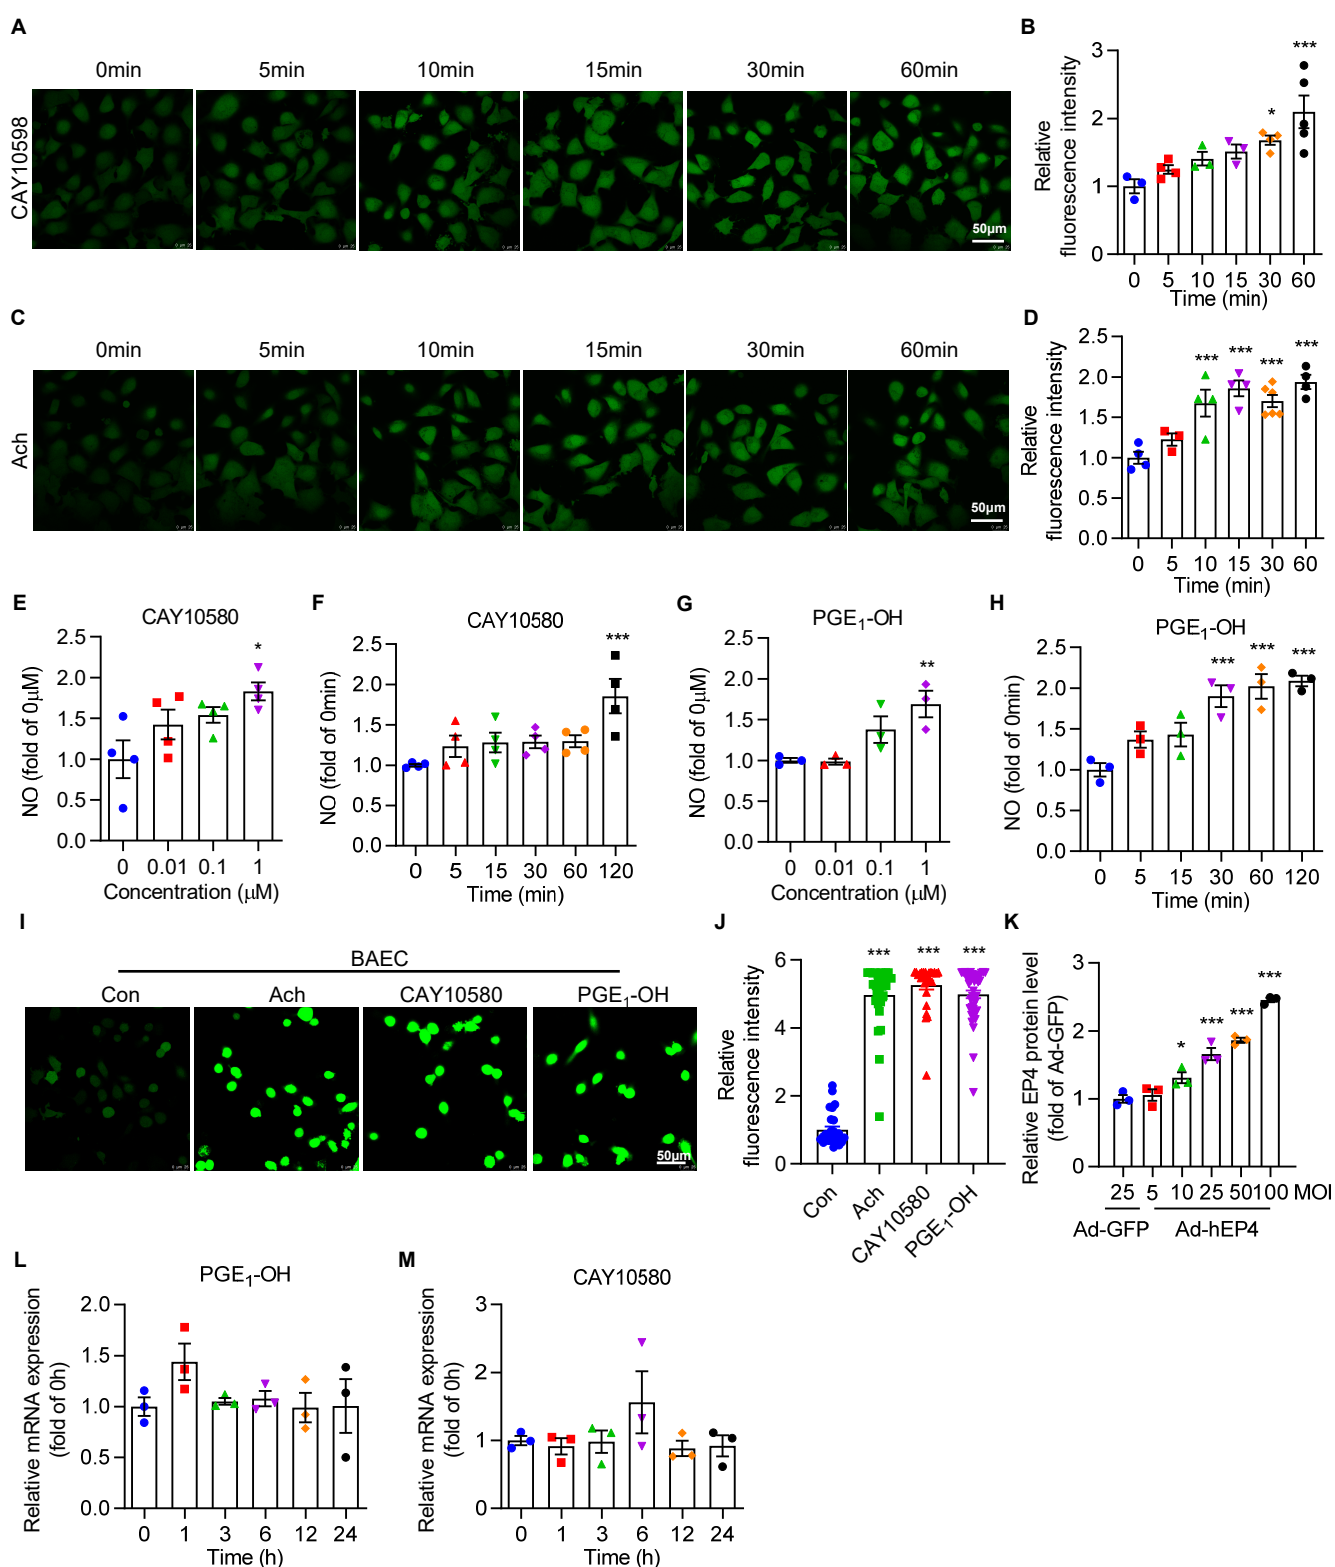 A
0min 5min 10min 15min 30min 60min
CAY10598
50μm
B
Relative
fluorescence intensity
3
2
1
0
*
***
0 5 10 15 30 60
Time (min)
C
0min 5min 10min 15min 30min 60min
Ach
50μm
D
Relative
fluorescence intensity
2.5
2.0
1.5
1.0
0.5
0.0
*** *** *** ***
0 5 10 15 30 60
Time (min)
E
CAY10580
NO (fold of 0μM)
2.5
2.0
1.5
1.0
0.5
0.0
*
0 0.01 0.1 1
Concentration (μM)
F
CAY10580
NO (fold of 0min)
2.5
2.0
1.5
1.0
0.5
0.0
***
0 5 15 30 60 120
Time (min)
G
PGE₁-OH
NO (fold of 0μM)
2.5
2.0
1.5
1.0
0.5
0.0
**
0 0.01 0.1 1
Concentration (μM)
H
PGE₁-OH
NO (fold of 0min)
2.5
2.0
1.5
1.0
0.5
0.0
*** *** ***
0 5 15 30 60 120
Time (min)
I
BAEC
Con Ach CAY10580 PGE₁-OH
50μm
J
Relative
fluorescence intensity
6
4
2
0
*** *** ***
Con Ach CAY10580 PGE₁-OH
K
Relative EP4 protein level
(fold of Ad-GFP)
3
2
1
0
* *** *** ***
25 5 10 25 50 100 MOI
Ad-GFP Ad-hEP4
L
PGE₁-OH
Relative mRNA expression
(fold of 0h)
2.0
1.5
1.0
0.5
0.0
0 1 3 6 12 24
Time (h)
M
CAY10580
Relative mRNA expression
(fold of 0h)
3
2
1
0
0 1 3 6 12 24
Time (h)